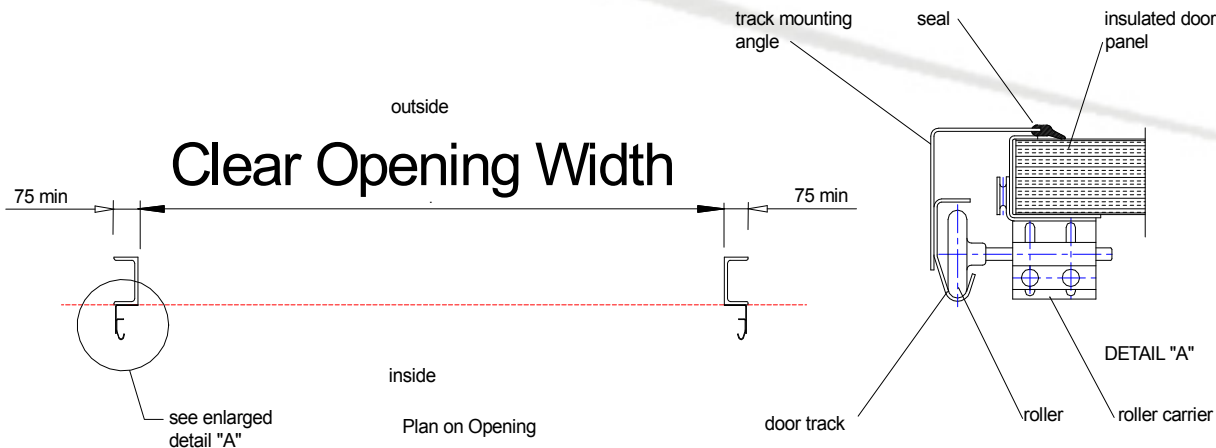 track mounting
angle
seal
insulated door
panel
outside
Clear Opening Width
75 min
75 min
inside
see enlarged
detail "A"
Plan on Opening
DETAIL "A"
door track
roller
roller carrier